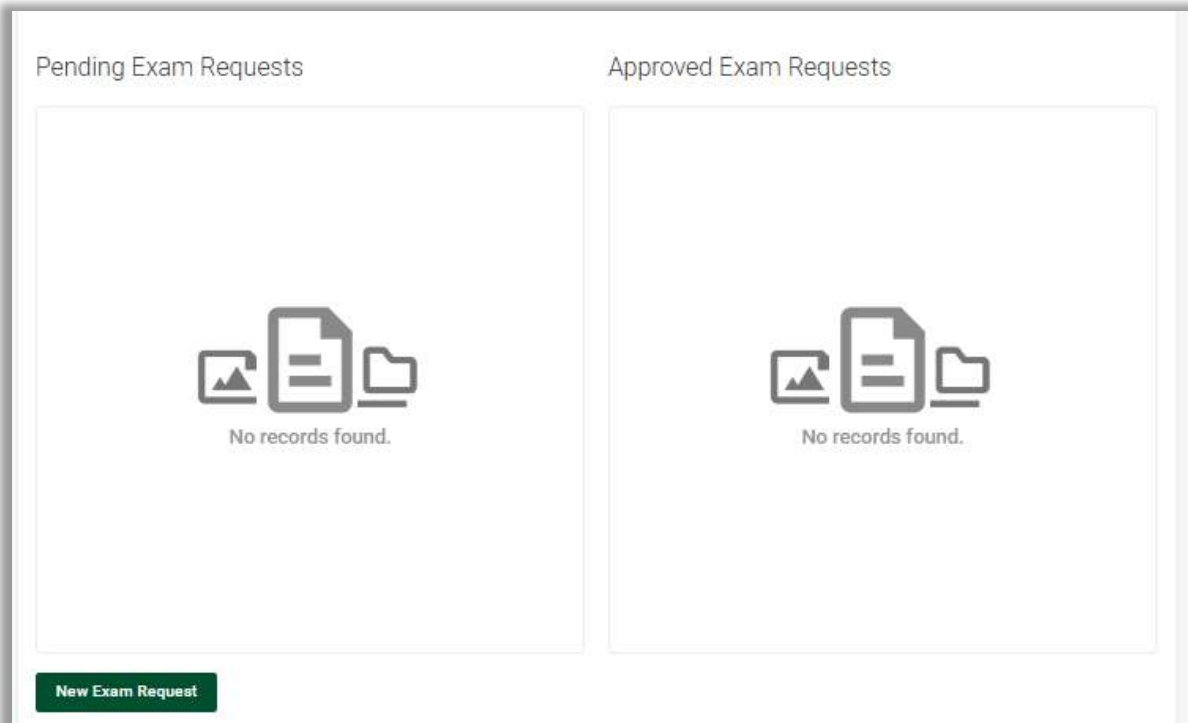 Pending Exam Requests
Approved Exam Requests
No records found.
No records found.
New Exam Request